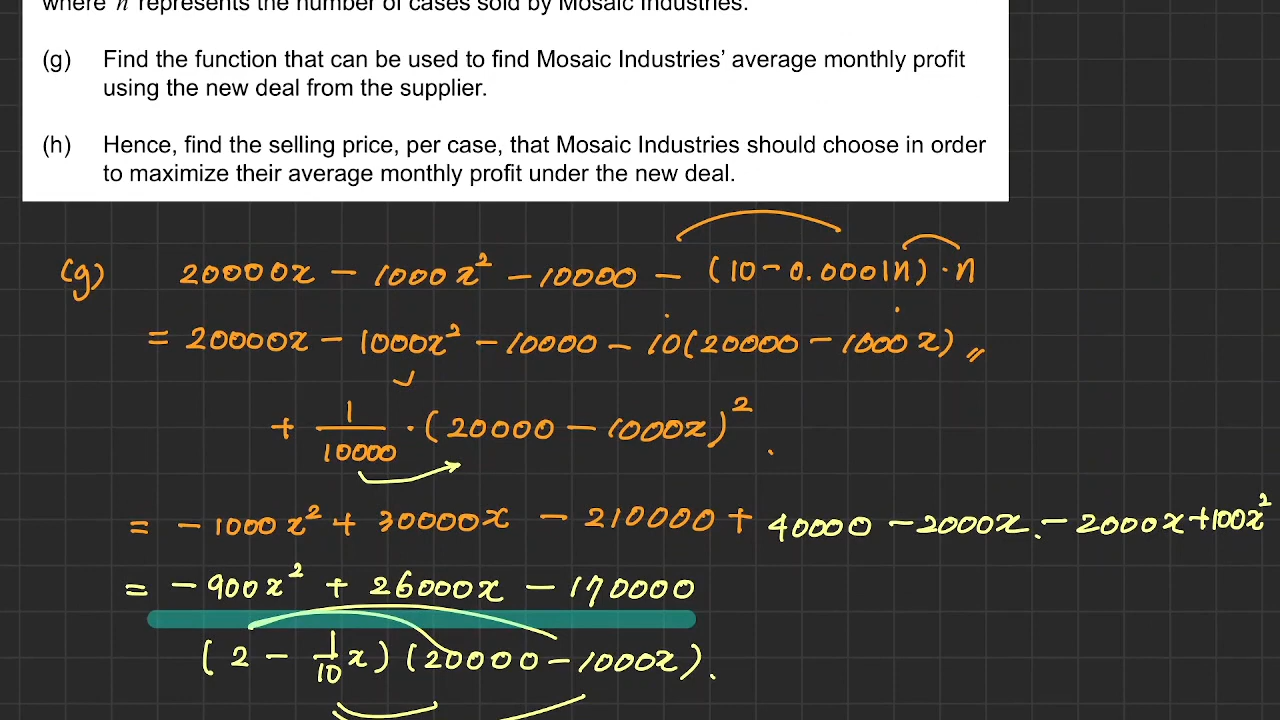 where n represents the number of cases sold by Mosaic Industries.
(g) Find the function that can be used to find Mosaic Industries’ average monthly profit
using the new deal from the supplier.
(h) Hence, find the selling price, per case, that Mosaic Industries should choose in order
to maximize their average monthly profit under the new deal.
(g) 20000x - 1000x² - 10000 - (10 - 0.0001n) · n
= 20000x - 1000x² - 10000 - 10(20000 - 1000x)
+ 1/10000 · (20000 - 1000x)²
= -1000x² + 30000x - 210000 + 40000 - 2000x - 2000x + 100x²
= -900x² + 26000x - 170000
(2 - 1/10 x)(20000 - 1000x).